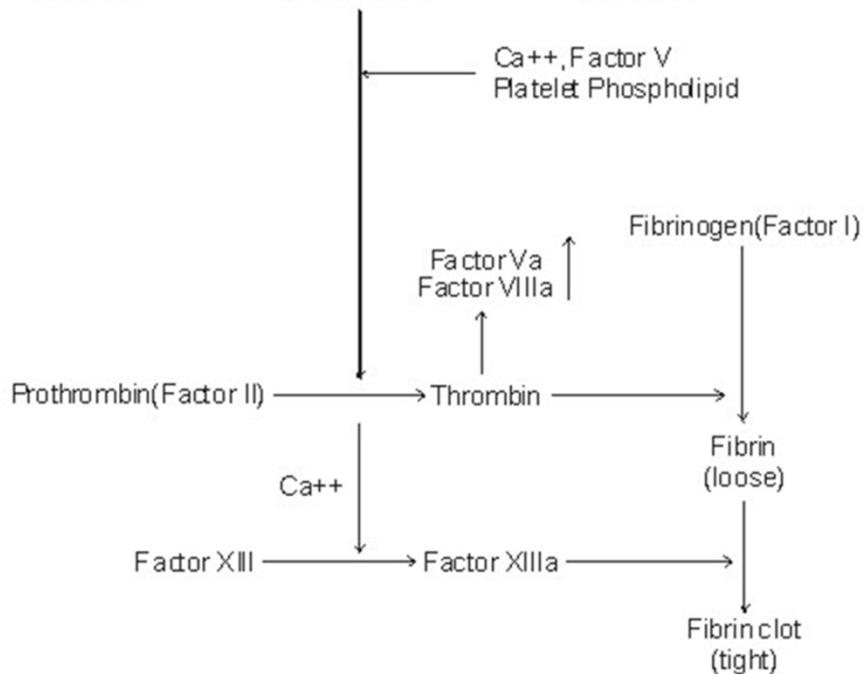 Ca++, Factor V
Platelet Phospholipid
Fibrinogen(Factor I)
Factor Va
Factor VIIIa
Prothrombin(Factor II)
Thrombin
Fibrin
(loose)
Ca++
Factor XIII
Factor XIIIa
Fibrin clot
(tight)